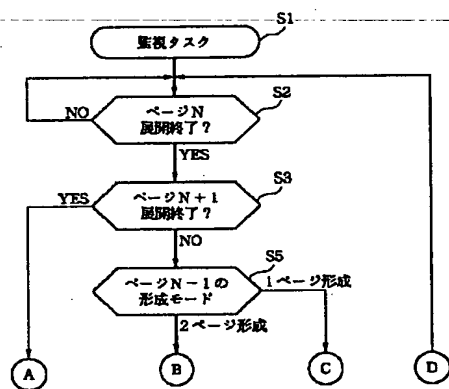 S1
監視タスク
S2
NO
ページN
展開終了?
YES
S3
YES
ページN+1
展開終了?
NO
S5
ページN-1の
形成モード
1ページ形成
2ページ形成
A
B
C
D